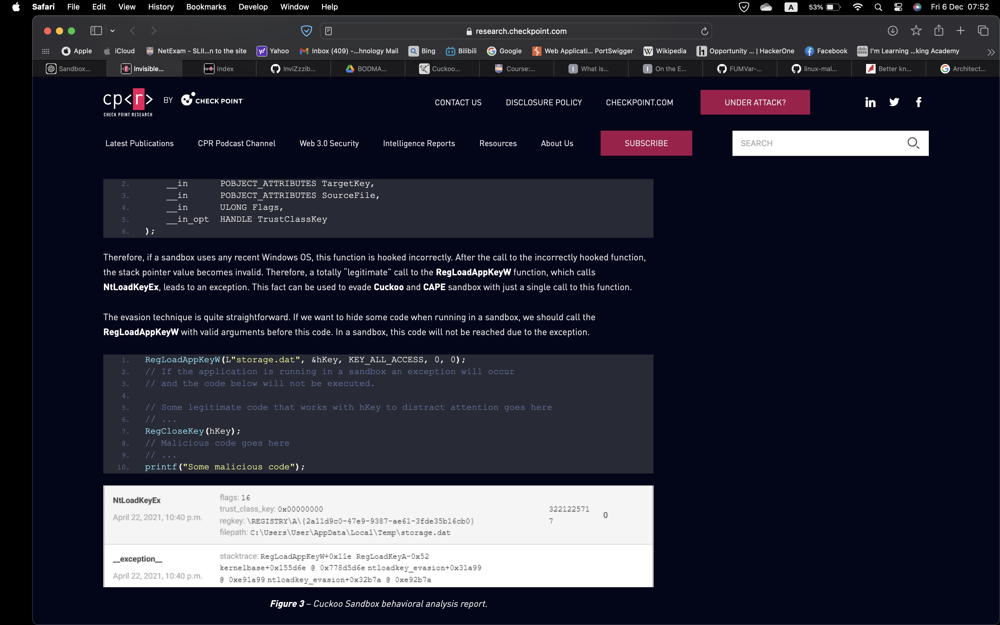 Safari File Edit View History Bookmarks Develop Window Help A 53% Fri 6 Dec 07:52
research.checkpoint.com
Apple iCloud NetExam - SLII...n to the site Yahoo Inbox (409) -...hnology Mail Bing Bilibili Google Web Applicati... PortSwigger Wikipedia Opportunity ... | HackerOne Facebook I'm Learning ...king Academy
Sandbox... Invisible... Index InviZzzib... BODMA... Cuckoo... Course:... What is... On the E... FUMVar-... linux-mal... Better kn... Architect...
cp<r> BY CHECK POINT
CHECK POINT RESEARCH
CONTACT US DISCLOSURE POLICY CHECKPOINT.COM UNDER ATTACK?
Latest Publications CPR Podcast Channel Web 3.0 Security Intelligence Reports Resources About Us SUBSCRIBE SEARCH
2. __in POBJECT_ATTRIBUTES TargetKey,
3. __in POBJECT_ATTRIBUTES SourceFile,
4. __in ULONG Flags,
5. __in_opt HANDLE TrustClassKey
6. );
Therefore, if a sandbox uses any recent Windows OS, this function is hooked incorrectly. After the call to the incorrectly hooked function,
the stack pointer value becomes invalid. Therefore, a totally “legitimate” call to the RegLoadAppKeyW function, which calls
NtLoadKeyEx, leads to an exception. This fact can be used to evade Cuckoo and CAPE sandbox with just a single call to this function.
The evasion technique is quite straightforward. If we want to hide some code when running in a sandbox, we should call the
RegLoadAppKeyW with valid arguments before this code. In a sandbox, this code will not be reached due to the exception.
1. RegLoadAppKeyW(L"storage.dat", &hKey, KEY_ALL_ACCESS, 0, 0);
2. // If the application is running in a sandbox an exception will occur
3. // and the code below will not be executed.
4.
5. // Some legitimate code that works with hKey to distract attention goes here
6. // ...
7. RegCloseKey(hKey);
8. // Malicious code goes here
9. // ...
10. printf("Some malicious code");
NtLoadKeyEx
April 22, 2021, 10:40 p.m.
flags: 16
trust_class_key: 0x00000000
regkey: \REGISTRY\A\{2a11d9c0-47e9-9387-ae61-3fde35b16cb0}
filepath: C:\Users\User\AppData\Local\Temp\storage.dat
322122571
7
0
__exception__
April 22, 2021, 10:40 p.m.
stacktrace: RegLoadAppKeyW+0x11e RegLoadKeyA-0x52
kernelbase+0x155d6e @ 0x778d5d6e ntloadkey_evasion+0x31a99
@ 0xe91a99 ntloadkey_evasion+0x32b7a @ 0xe92b7a
Figure 3 – Cuckoo Sandbox behavioral analysis report.